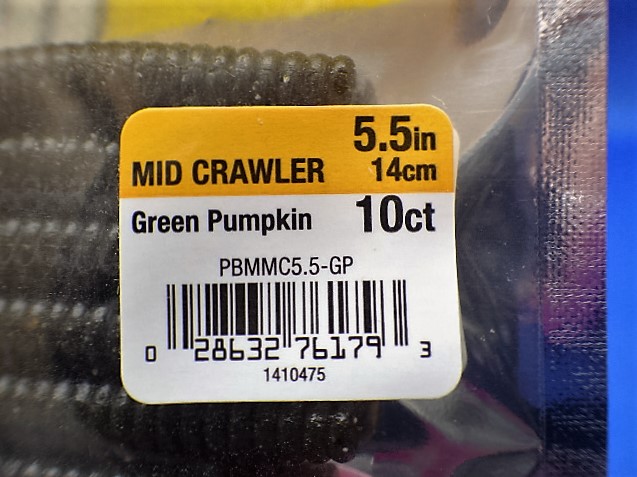 5.5in
MID CRAWLER 14cm
Green Pumpkin 10ct
PBMMC5.5-GP
0 28632 76179 3
1410475